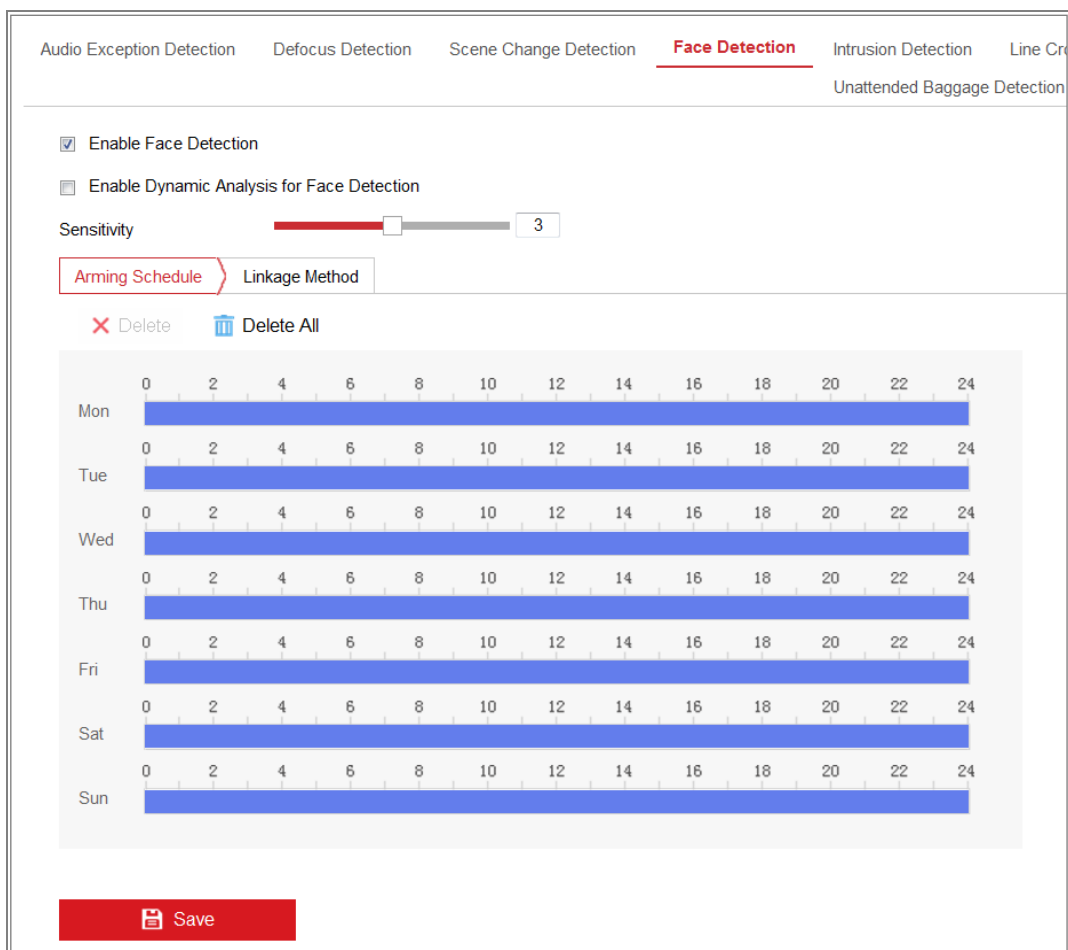 Audio Exception Detection Defocus Detection Scene Change Detection Face Detection Intrusion Detection Line Cro
Unattended Baggage Detection
Enable Face Detection
Enable Dynamic Analysis for Face Detection
Sensitivity 3
Arming Schedule Linkage Method
Delete Delete All
0 2 4 6 8 10 12 14 16 18 20 22 24
Mon
0 2 4 6 8 10 12 14 16 18 20 22 24
Tue
0 2 4 6 8 10 12 14 16 18 20 22 24
Wed
0 2 4 6 8 10 12 14 16 18 20 22 24
Thu
0 2 4 6 8 10 12 14 16 18 20 22 24
Fri
0 2 4 6 8 10 12 14 16 18 20 22 24
Sat
0 2 4 6 8 10 12 14 16 18 20 22 24
Sun
Save